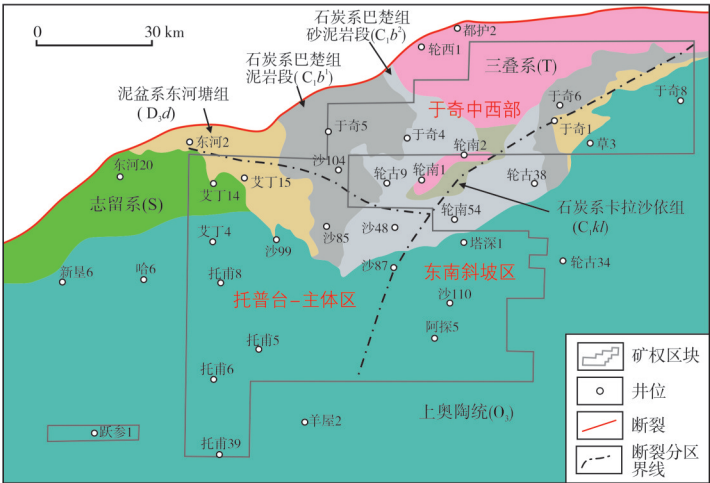 0
30 km
石炭系巴楚组
砂泥岩段(C₁b²)
都护2
轮西1
石炭系巴楚组
泥岩段(C₁b¹)
三叠系(T)
泥盆系东河塘组
(D₃d)
于奇中西部
于奇6
于奇8
于奇5
于奇4
于奇1
东河2
草3
轮南2
沙104
东河20
艾丁14
艾丁15
轮古9
轮南1
轮古38
志留系(S)
石炭系卡拉沙依组
(C₁kl)
艾丁4
沙99
沙85
沙48
轮南54
塔深1
新垦6
哈6
托甫8
沙87
东南斜坡区
轮古34
托普台-主体区
沙110
阿探5
托甫5
托甫6
羊屋2
上奥陶统(O₃)
跃参1
托甫39
矿权区块
井位
断裂
断裂分区
界线